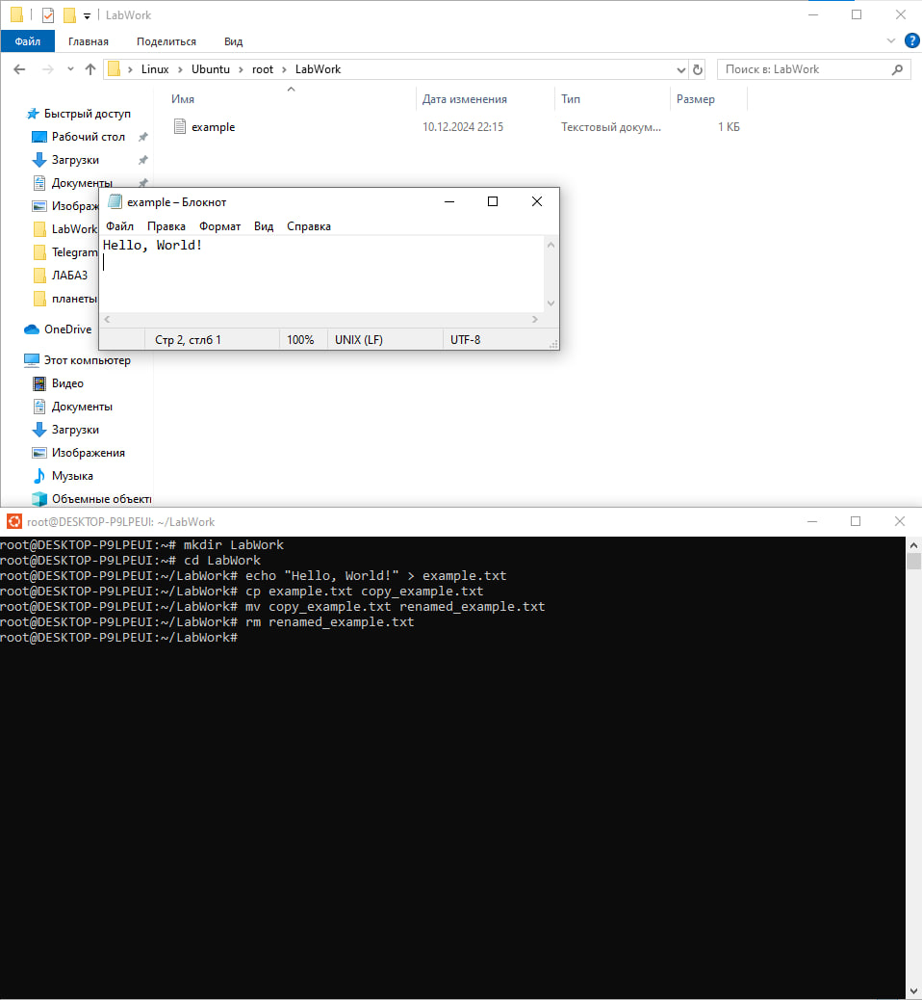 LabWork
Файл Главная Поделиться Вид
Linux Ubuntu root LabWork Поиск в: LabWork
Имя Дата изменения Тип Размер
example 10.12.2024 22:15 Текстовый докум... 1 КБ
Быстрый доступ
Рабочий стол
Загрузки
Документы
Изображ
LabWork
Telegram
ЛАБАЗ
планеты
OneDrive
Этот компьютер
Видео
Документы
Загрузки
Изображения
Музыка
Объемные объект
example – Блокнот
Файл Правка Формат Вид Справка
Hello, World!
Стр 2, стлб 1 100% UNIX (LF) UTF-8
root@DESKTOP-P9LPEUI: ~/LabWork
root@DESKTOP-P9LPEUI:~# mkdir LabWork
root@DESKTOP-P9LPEUI:~# cd LabWork
root@DESKTOP-P9LPEUI:~/LabWork# echo "Hello, World!" > example.txt
root@DESKTOP-P9LPEUI:~/LabWork# cp example.txt copy_example.txt
root@DESKTOP-P9LPEUI:~/LabWork# mv copy_example.txt renamed_example.txt
root@DESKTOP-P9LPEUI:~/LabWork# rm renamed_example.txt
root@DESKTOP-P9LPEUI:~/LabWork#